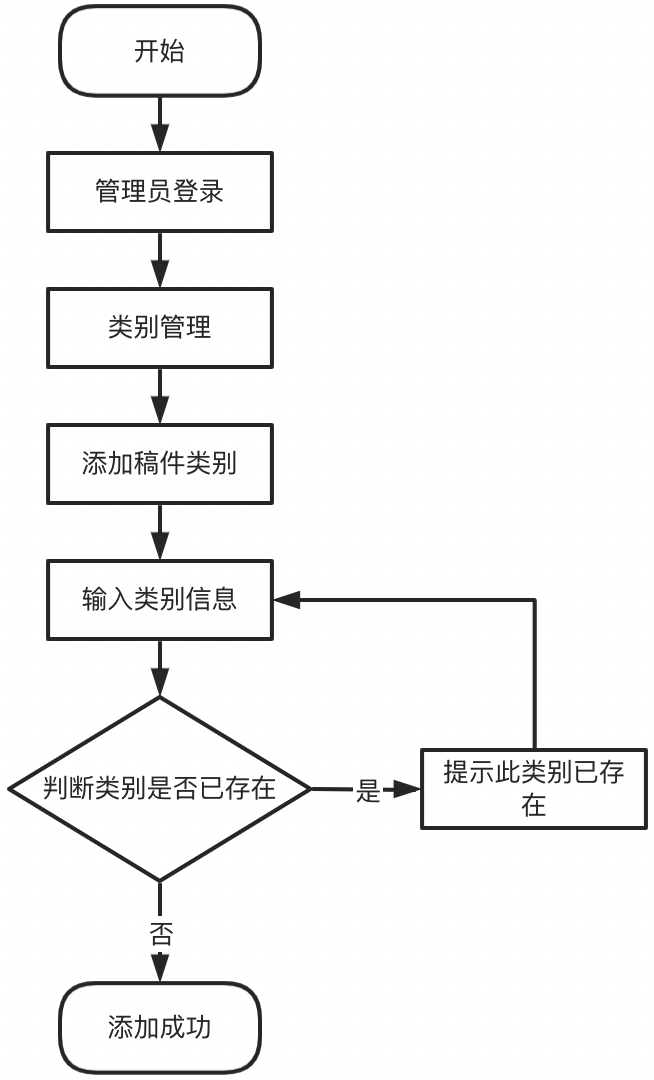 开始
管理员登录
类别管理
添加稿件类别
输入类别信息
判断类别是否已存在
是
提示此类别已存
在
否
添加成功